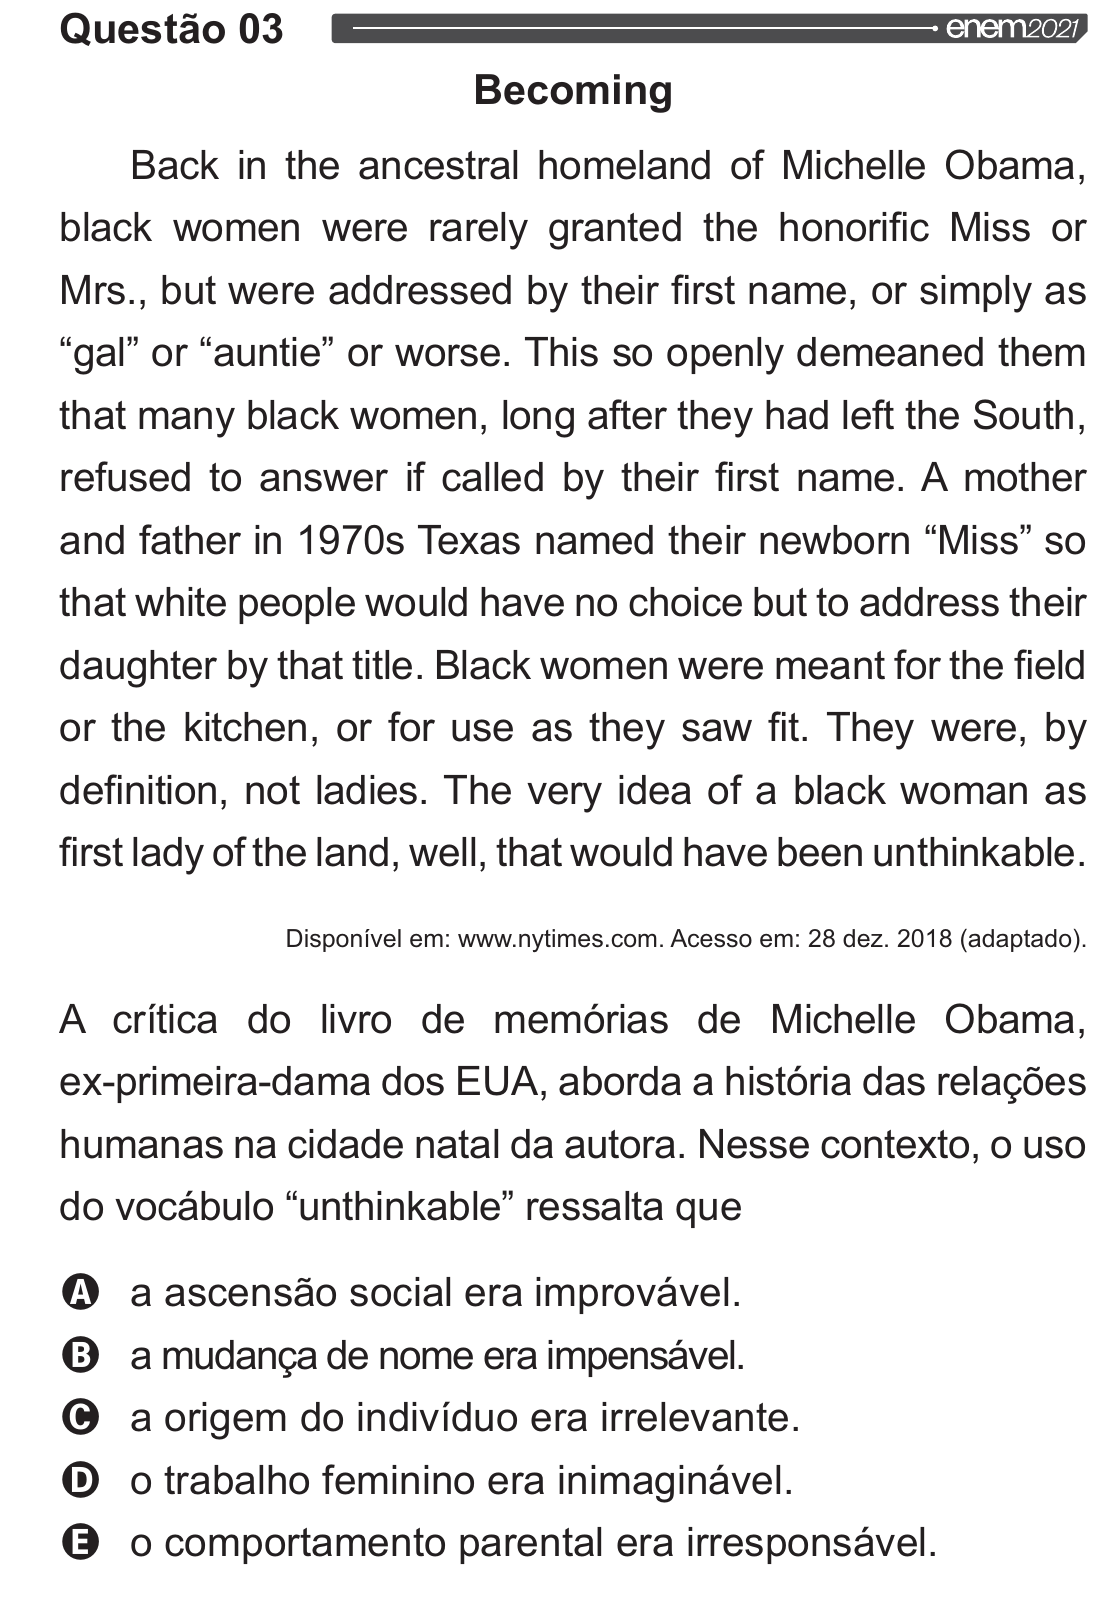 Questão 03
enem2021
Becoming
Back in the ancestral homeland of Michelle Obama,
black women were rarely granted the honorific Miss or
Mrs., but were addressed by their first name, or simply as
“gal” or “auntie” or worse. This so openly demeaned them
that many black women, long after they had left the South,
refused to answer if called by their first name. A mother
and father in 1970s Texas named their newborn “Miss” so
that white people would have no choice but to address their
daughter by that title. Black women were meant for the field
or the kitchen, or for use as they saw fit. They were, by
definition, not ladies. The very idea of a black woman as
first lady of the land, well, that would have been unthinkable.
Disponível em: www.nytimes.com. Acesso em: 28 dez. 2018 (adaptado).
A crítica do livro de memórias de Michelle Obama,
ex-primeira-dama dos EUA, aborda a história das relações
humanas na cidade natal da autora. Nesse contexto, o uso
do vocábulo “unthinkable” ressalta que
A a ascensão social era improvável.
B a mudança de nome era impensável.
C a origem do indivíduo era irrelevante.
D o trabalho feminino era inimaginável.
E o comportamento parental era irresponsável.